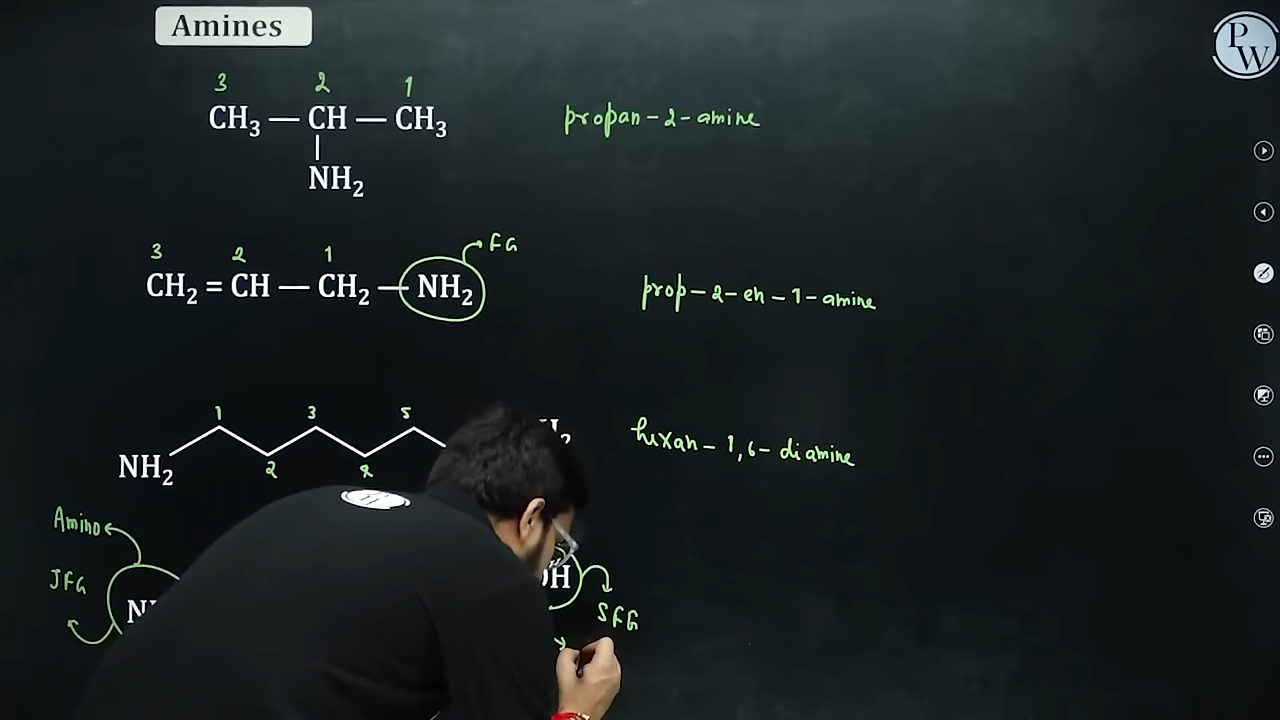 Amines
PW
3 2 1
CH₃ — CH — CH₃
NH₂
propan-2-amine
FG
3 2 1
CH₂ = CH — CH₂ — NH₂
prop-2-en-1-amine
1 3 5
NH₂
2
hexan-1,6-diamine
Amino
JFG
OH
SFG